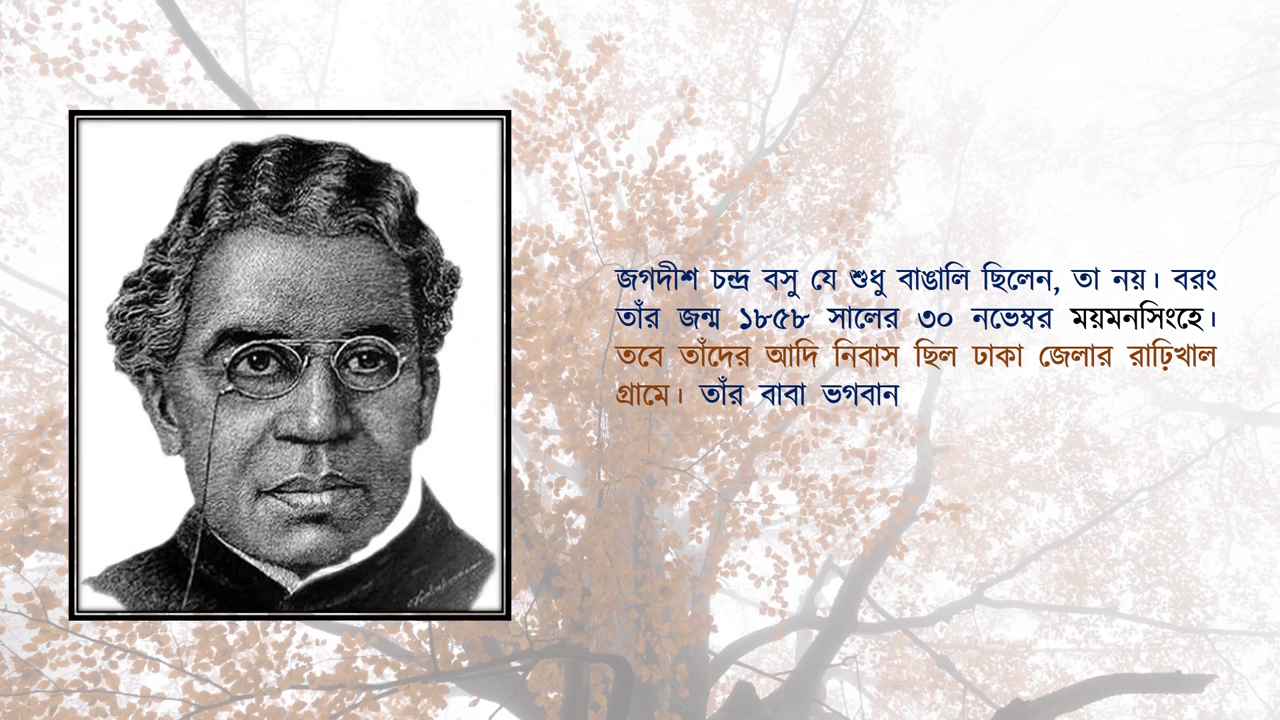 জগদীশ চন্দ্র বসু যে শুধু বাঙালি ছিলেন, তা নয়। বরং
তাঁর জন্ম ১৮৫৮ সালের ৩০ নভেম্বর ময়মনসিংহে।
তবে তাঁদের আদি নিবাস ছিল ঢাকা জেলার রাঢ়িখাল
গ্রামে। তাঁর বাবা ভগবান